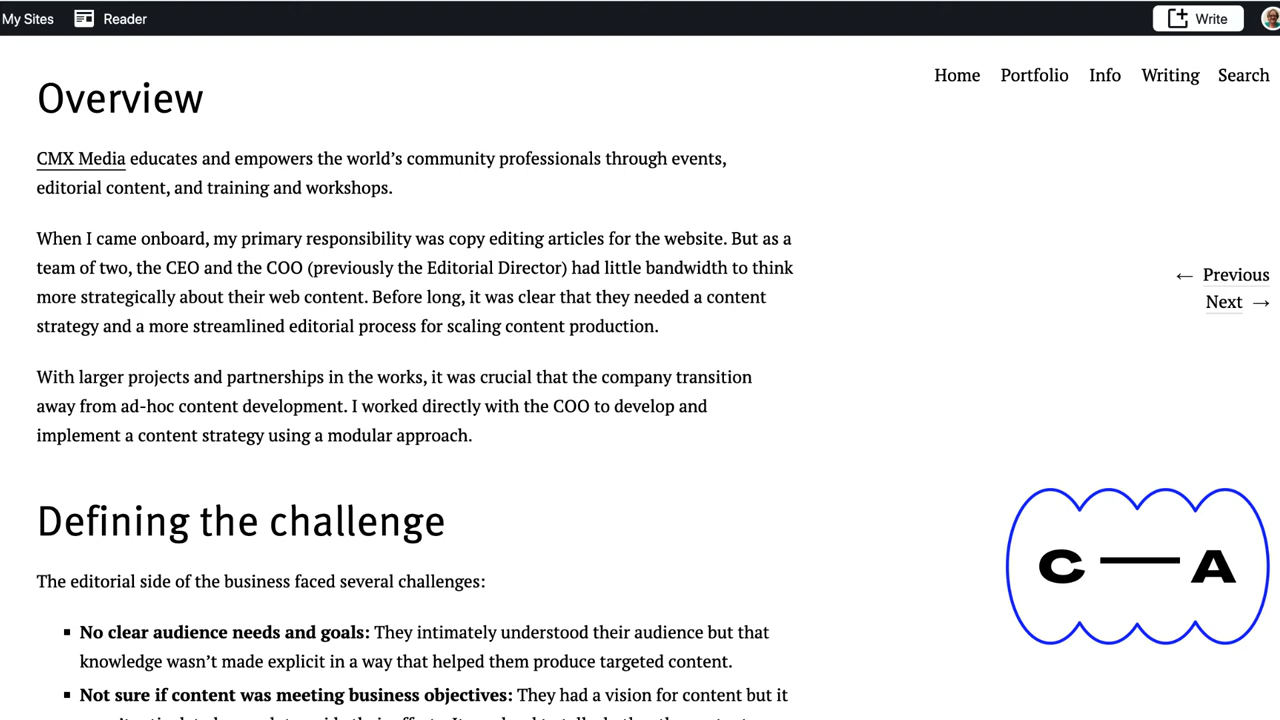 My Sites Reader Write
Home Portfolio Info Writing Search
Overview
CMX Media educates and empowers the world’s community professionals through events,
editorial content, and training and workshops.
When I came onboard, my primary responsibility was copy editing articles for the website. But as a
team of two, the CEO and the COO (previously the Editorial Director) had little bandwidth to think
more strategically about their web content. Before long, it was clear that they needed a content
strategy and a more streamlined editorial process for scaling content production.
← Previous
Next →
With larger projects and partnerships in the works, it was crucial that the company transition
away from ad-hoc content development. I worked directly with the COO to develop and
implement a content strategy using a modular approach.
Defining the challenge
C — A
The editorial side of the business faced several challenges:
No clear audience needs and goals: They intimately understood their audience but that
knowledge wasn’t made explicit in a way that helped them produce targeted content.
Not sure if content was meeting business objectives: They had a vision for content but it